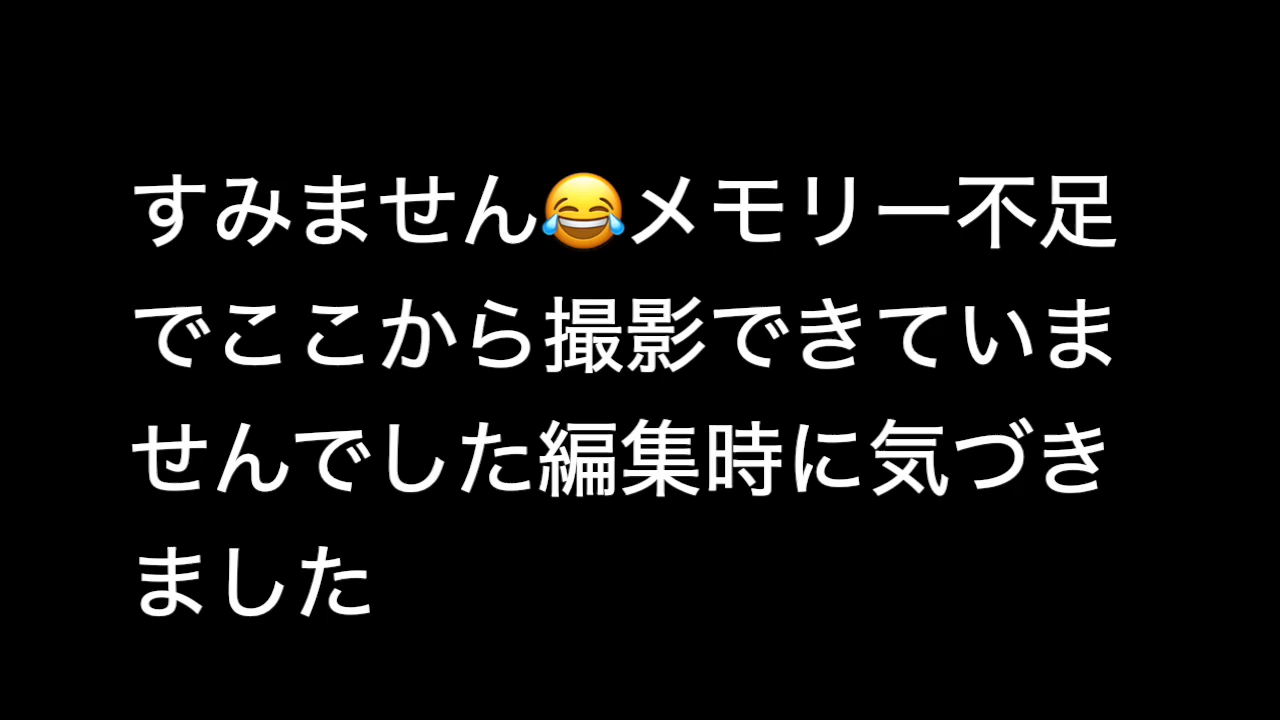 すみません😂メモリー不足
でここから撮影できていま
せんでした編集時に気づき
ました